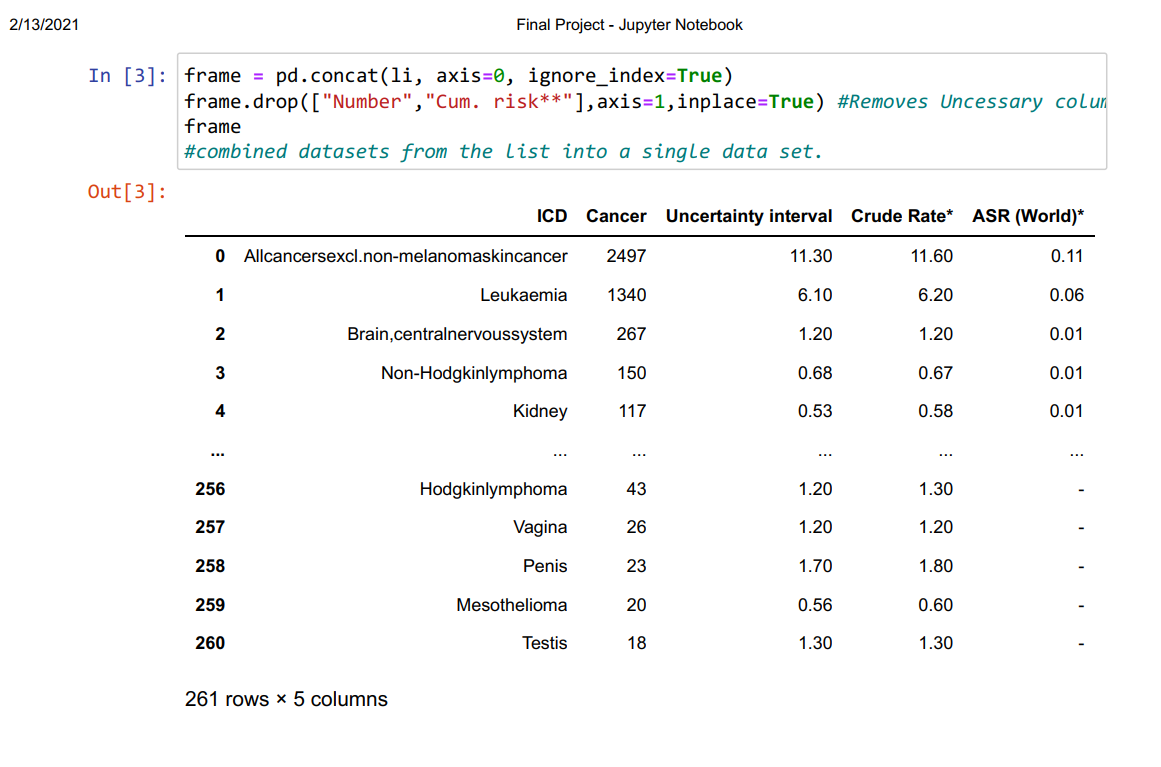 2/13/2021 Final Project - Jupyter Notebook
In [3]: frame = pd.concat(li, axis=0, ignore_index=True)
frame.drop(["Number","Cum. risk**"],axis=1,inplace=True) #Removes Uncessary colum
frame
#combined datasets from the list into a single data set.
Out[3]:
ICD Cancer Uncertainty interval Crude Rate* ASR (World)*
0 Allcancersexcl.non-melanomaskincancer 2497 11.30 11.60 0.11
1 Leukaemia 1340 6.10 6.20 0.06
2 Brain,centralnervoussystem 267 1.20 1.20 0.01
3 Non-Hodgkinlymphoma 150 0.68 0.67 0.01
4 Kidney 117 0.53 0.58 0.01
... ... ... ... ... ...
256 Hodgkinlymphoma 43 1.20 1.30 -
257 Vagina 26 1.20 1.20 -
258 Penis 23 1.70 1.80 -
259 Mesothelioma 20 0.56 0.60 -
260 Testis 18 1.30 1.30 -
261 rows × 5 columns